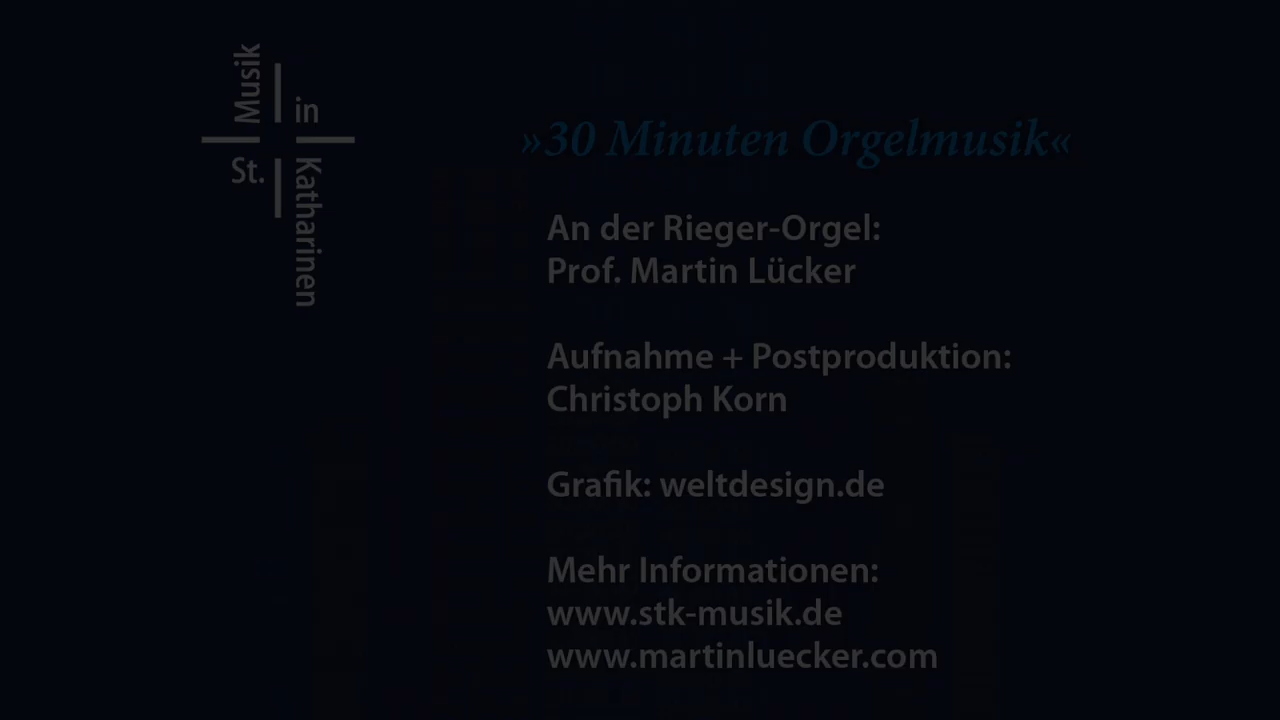 Musik
in
St.
Katharinen
»30 Minuten Orgelmusik«
An der Rieger-Orgel:
Prof. Martin Lücker
Aufnahme + Postproduktion:
Christoph Korn
Grafik: weltdesign.de
Mehr Informationen:
www.stk-musik.de
www.martinluecker.com